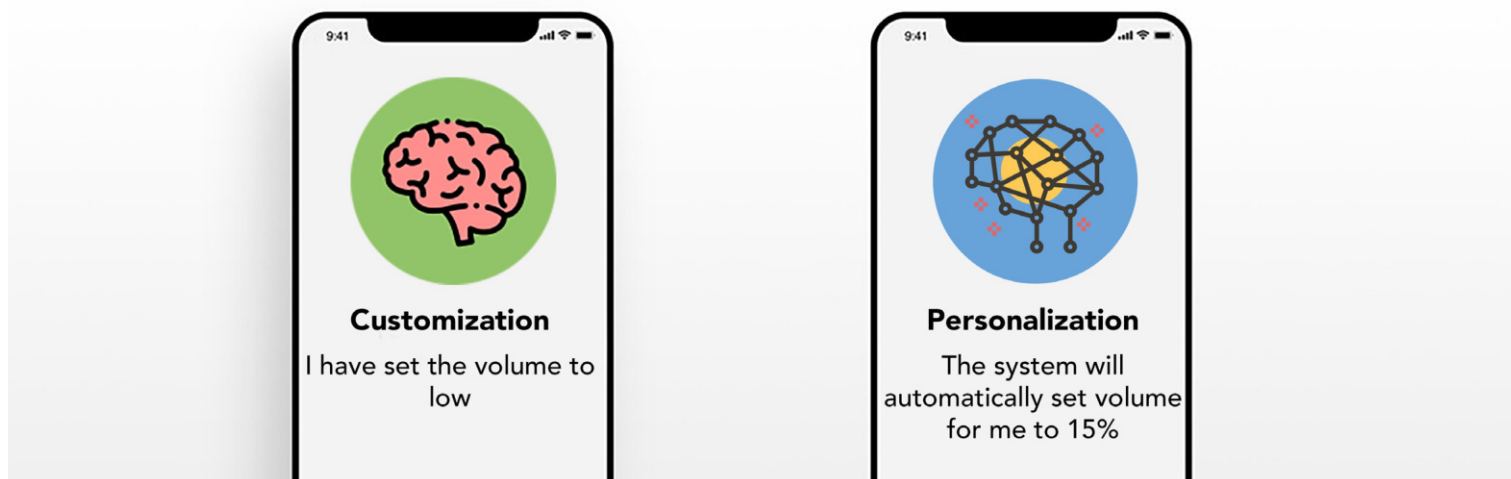 9:41
Customization
I have set the volume to
low
9:41
Personalization
The system will
automatically set volume
for me to 15%